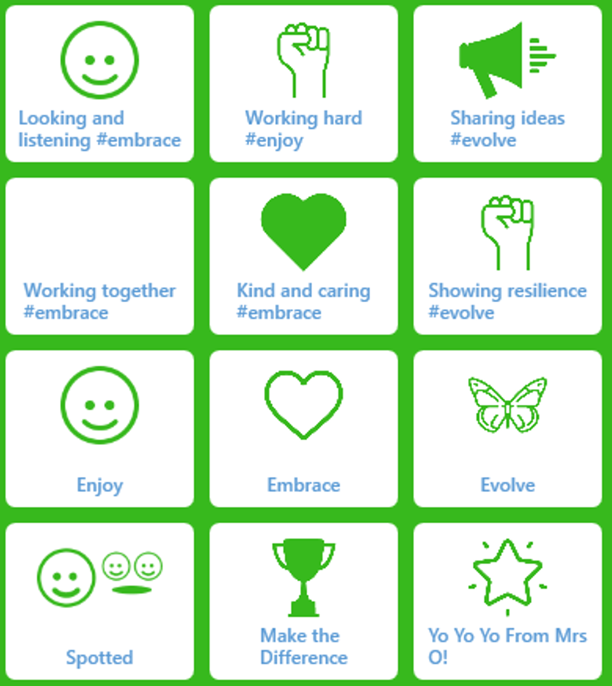 Looking and
listening #embrace
Working hard
#enjoy
Sharing ideas
#evolve
Working together
#embrace
Kind and caring
#embrace
Showing resilience
#evolve
Enjoy
Embrace
Evolve
Spotted
Make the
Difference
Yo Yo Yo From Mrs
O!